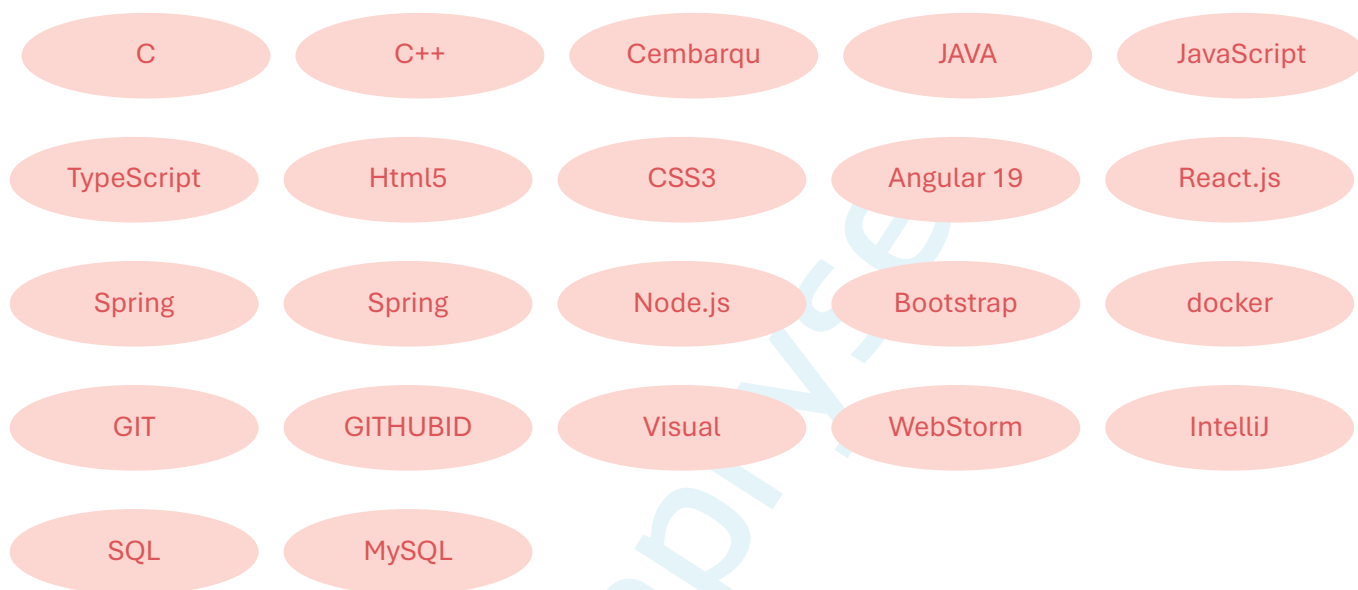 C C++ Cembarqu JAVA JavaScript
TypeScript Html5 CSS3 Angular 19 React.js
Spring Spring Node.js Bootstrap docker
GIT GITHUBID Visual WebStorm IntelliJ
SQL MySQL